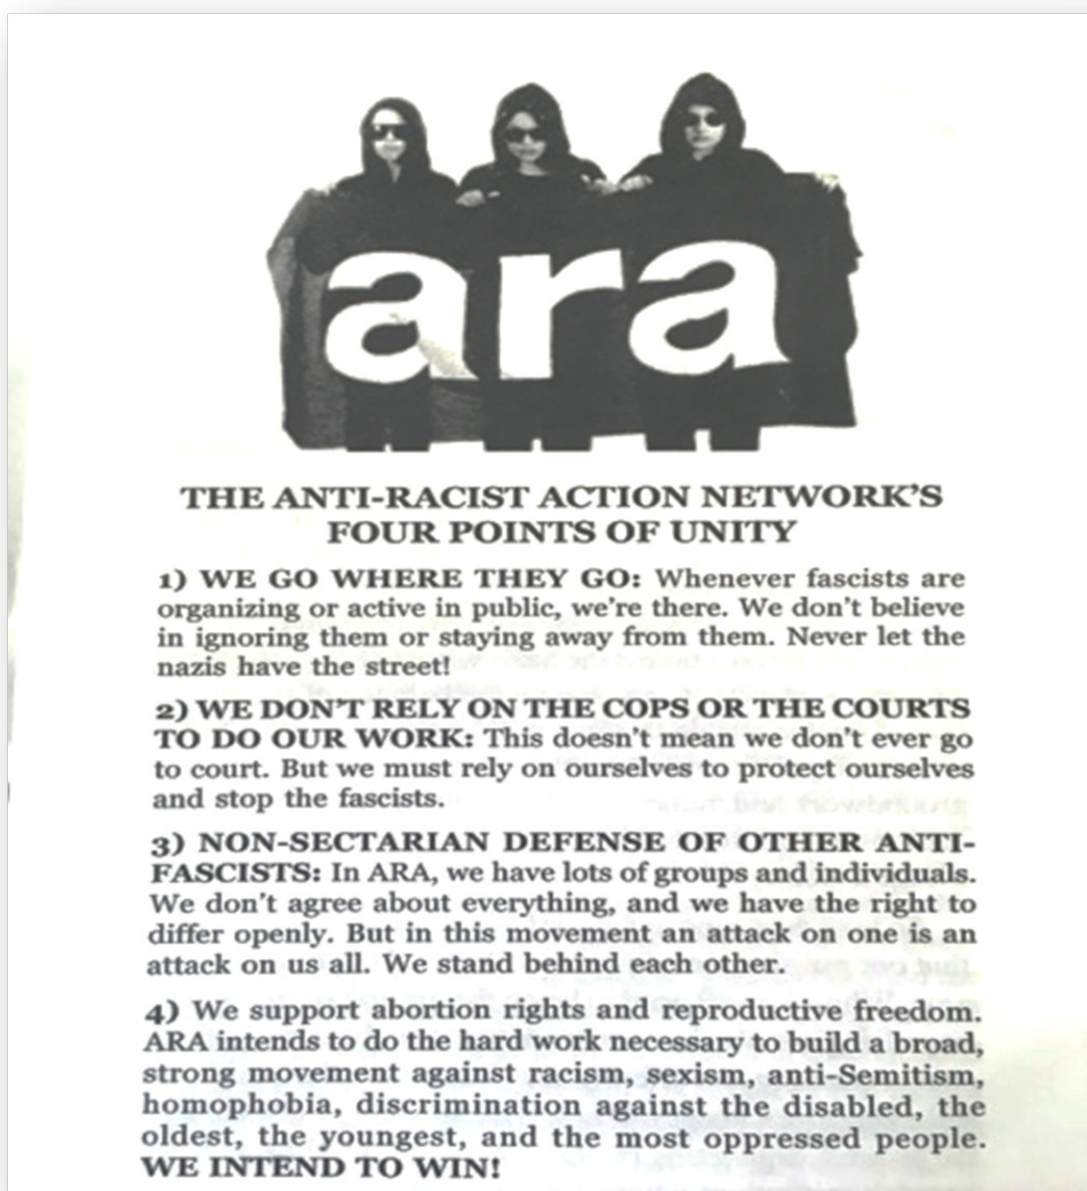 ara
THE ANTI-RACIST ACTION NETWORK'S
FOUR POINTS OF UNITY
1) WE GO WHERE THEY GO: Whenever fascists are
organizing or active in public, we're there. We don't believe
in ignoring them or staying away from them. Never let the
nazis have the street!
2) WE DON'T RELY ON THE COPS OR THE COURTS
TO DO OUR WORK: This doesn't mean we don't ever go
to court. But we must rely on ourselves to protect ourselves
and stop the fascists.
3) NON-SECTARIAN DEFENSE OF OTHER ANTI-
FASCISTS: In ARA, we have lots of groups and individuals.
We don't agree about everything, and we have the right to
differ openly. But in this movement an attack on one is an
attack on us all. We stand behind each other.
4) We support abortion rights and reproductive freedom.
ARA intends to do the hard work necessary to build a broad,
strong movement against racism, sexism, anti-Semitism,
homophobia, discrimination against the disabled, the
oldest, the youngest, and the most oppressed people.
WE INTEND TO WIN!